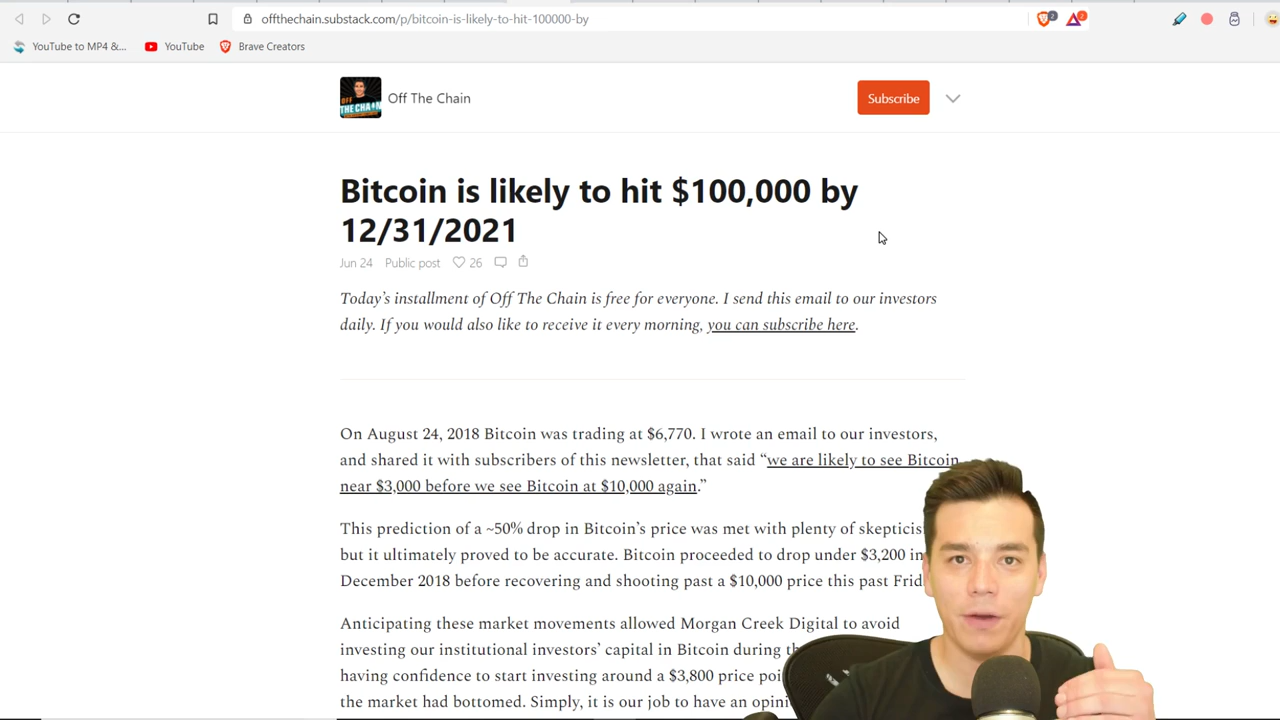 offthechain.substack.com/p/bitcoin-is-likely-to-hit-100000-by
2
2
YouTube to MP4 &...
YouTube
Brave Creators
OFF THE CHAIN
Off The Chain
Subscribe
Bitcoin is likely to hit $100,000 by
12/31/2021
Jun 24 Public post 26
Today's installment of Off The Chain is free for everyone. I send this email to our investors
daily. If you would also like to receive it every morning, you can subscribe here.
On August 24, 2018 Bitcoin was trading at $6,770. I wrote an email to our investors,
and shared it with subscribers of this newsletter, that said “we are likely to see Bitcoin
near $3,000 before we see Bitcoin at $10,000 again.”
This prediction of a ~50% drop in Bitcoin's price was met with plenty of
but it ultimately proved to be accurate. Bitcoin proceeded to drop under $3,200 in
December 2018 before recovering and shooting past a $10,000 price this past
Anticipating these market movements allowed Morgan Creek Digital to avoid
investing our institutional investors' capital in Bitcoin during
having confidence to start investing around a $3,800 price
the market had bottomed. Simply, it is our job to have an